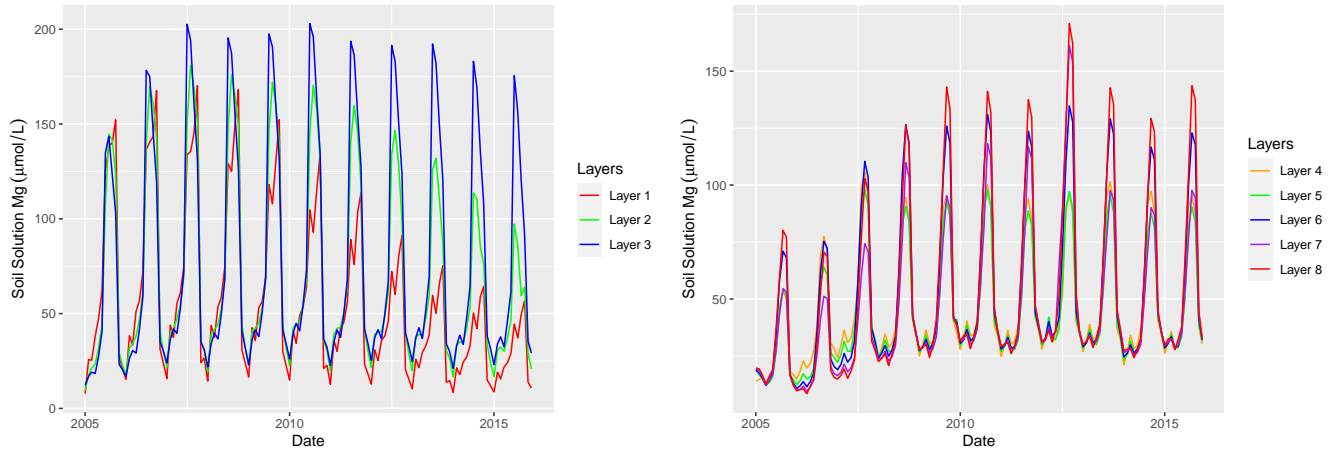 Soil Solution Mg (μmol/L)
200
150
100
50
0
2005
2010
2015
Date
Layers
Layer 1
Layer 2
Layer 3
Soil Solution Mg (μmol/L)
150
100
50
2005
2010
2015
Date
Layers
Layer 4
Layer 5
Layer 6
Layer 7
Layer 8